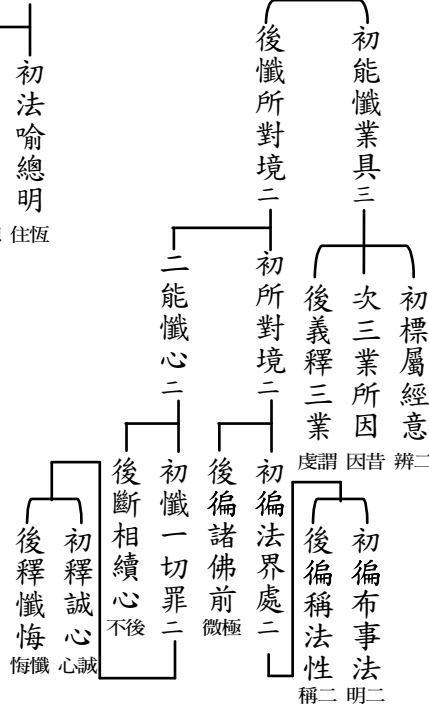 初能懺業具三
初標屬經意
辨二
次三業所因
因昔
後義釋三業
虔謂
後懺所對境二
初所對境二
初徧法界處二
初徧布事法
明二
後徧稱法性
稱二
後徧諸佛前
微極
二能懺心二
初懺一切罪二
初釋誠心
心誠
後釋懺悔
悔懺
後斷相續心
不後
初法喻總明
住恆